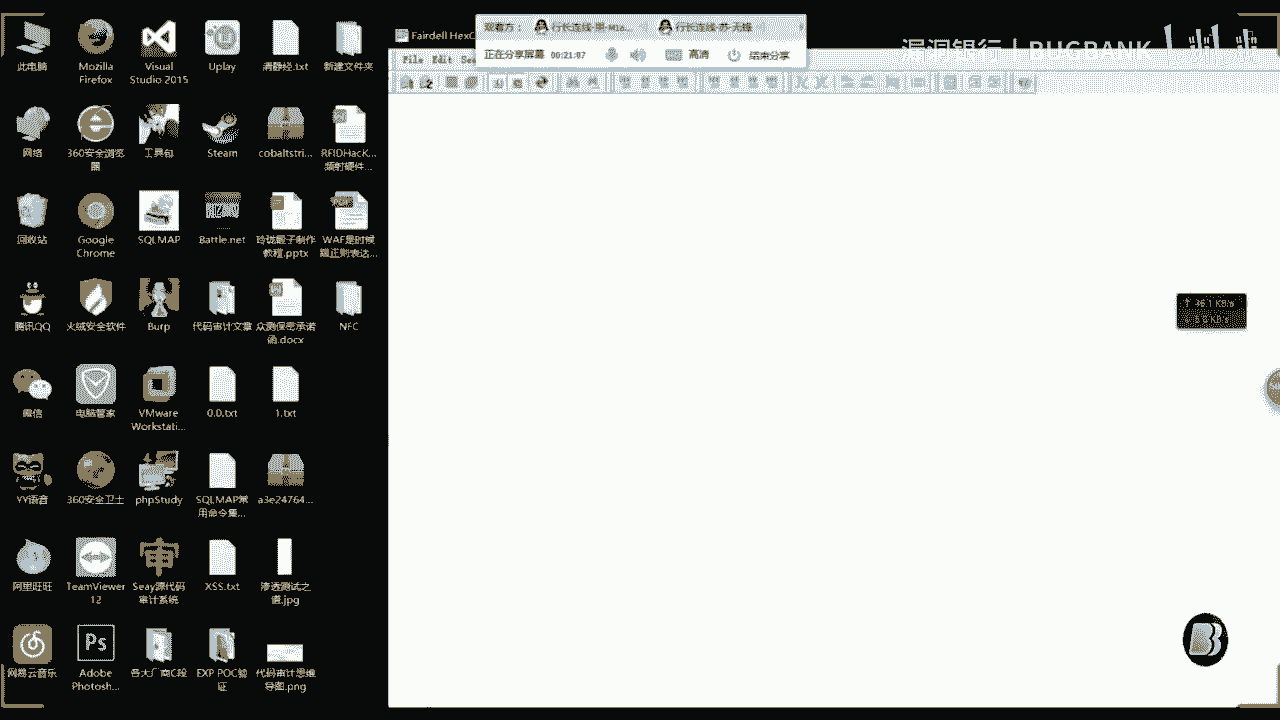 此电脑
Mozilla
Firefox
Visual
Studio 2015
Uplay
清静经.txt
新建文件夹
网络
360安全浏览
器
工具包
Steam
cobaltstri...
RFIDHacK...
频射硬件...
回收站
Google
Chrome
SQLMAP
Battle.net
玲珑骰子制作
教程.pptx
WAF是时候
跟正则表达...
腾讯QQ
火绒安全软件
Burp
代码审计文章
众测保密承诺
函.docx
NFC
微信
电脑管家
VMware
Workstati...
0.0.txt
1.txt
YY语音
360安全卫士
phpStudy
SQLMAP常
用命令集...
a3e24764...
阿里旺旺
TeamViewer
12
Seay源代码
审计系统
XSS.txt
渗透测试之
道.jpg
网易云音乐
Adobe
Photosh...
各大厂商C段
EXP POC验
证
代码审计思维
导图.png
Ps
Fairdell HexC
File Edit
观看方：
行长连线-
行长连线-苏-无锋
正在分享屏幕 00:21:07
高清
结束分享
漏洞银行 | BUGBANK
36.1 KB/s